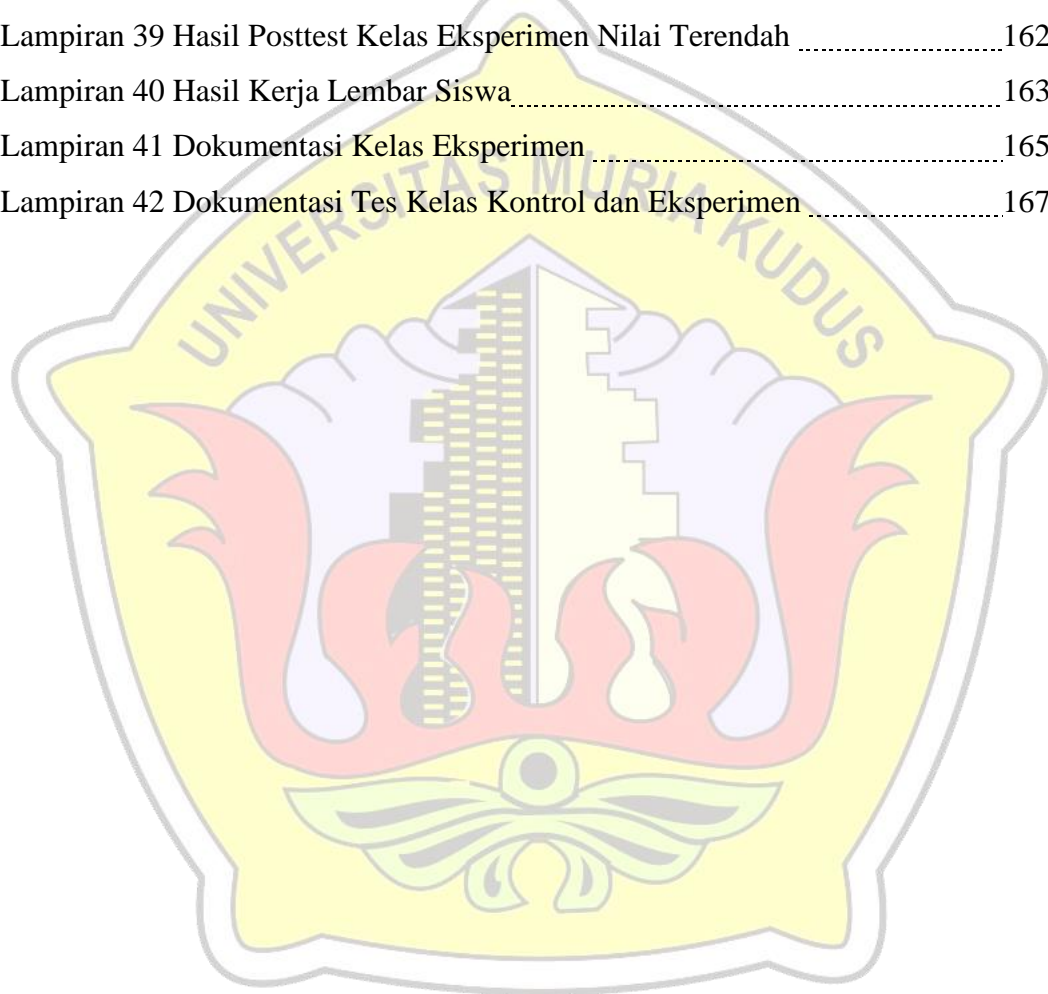 Lampiran 39 Hasil Posttest Kelas Eksperimen Nilai Terendah 162
Lampiran 40 Hasil Kerja Lembar Siswa 163
Lampiran 41 Dokumentasi Kelas Eksperimen 165
Lampiran 42 Dokumentasi Tes Kelas Kontrol dan Eksperimen 167
UNIVERSITAS MURIA KUDUS